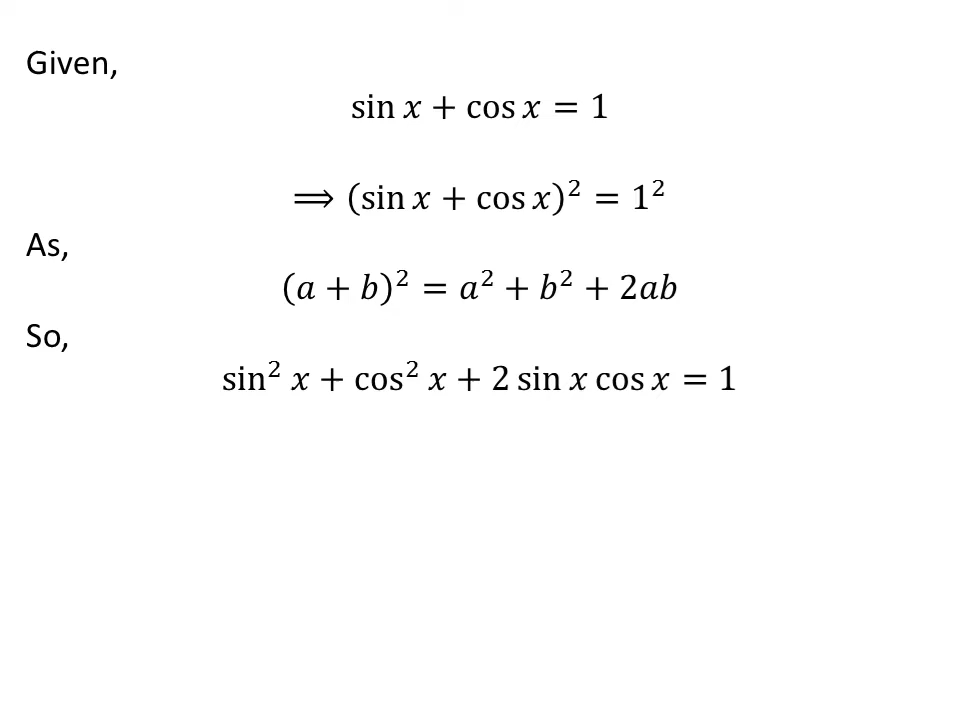 Given,
sin 𝑥 + cos 𝑥 = 1
⟹ (sin 𝑥 + cos 𝑥)² = 1²
As,
(𝑎 + 𝑏)² = 𝑎² + 𝑏² + 2𝑎𝑏
So,
sin² 𝑥 + cos² 𝑥 + 2 sin 𝑥 cos 𝑥 = 1